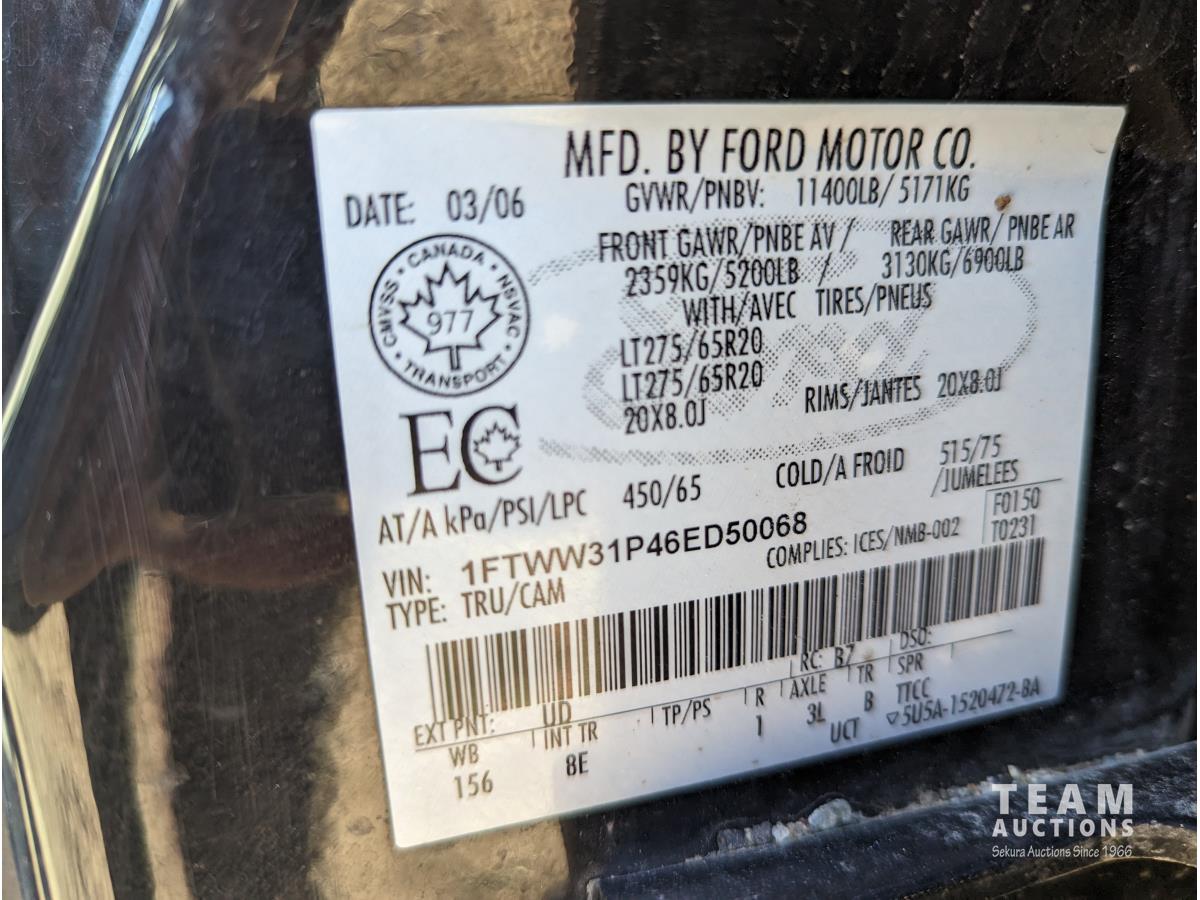 MFD. BY FORD MOTOR CO.
DATE: 03/06 GVWR/PNBV: 11400LB/ 5171KG
FRONT GAWR/PNBE AV / REAR GAWR/ PNBE AR
2359KG/5200LB / 3130KG/6900LB
WITH/AVEC TIRES/PNEUS
LT275/65R20
LT275/65R20
20X8.0J RIMS/JANTES 20X8.0J
CMVSS • CANADA • NSVAC • TRANSPORT •
977
EC
AT/A kPa/PSI/LPC 450/65 COLD/A FROID 515/75
/JUMELEES
VIN: 1FTWW31P46ED50068 F0150
TYPE: TRU/CAM COMPLIES: ICES/NMB-002 T0231
RC: B7 DSO:
EXT PNT: UD TP/PS R AXLE TR SPR
WB INT TR 1 3L B TTCC
156 8E UCT 5U5A-1520472-BA
TEAM
AUCTIONS
Sekura Auctions Since 1966